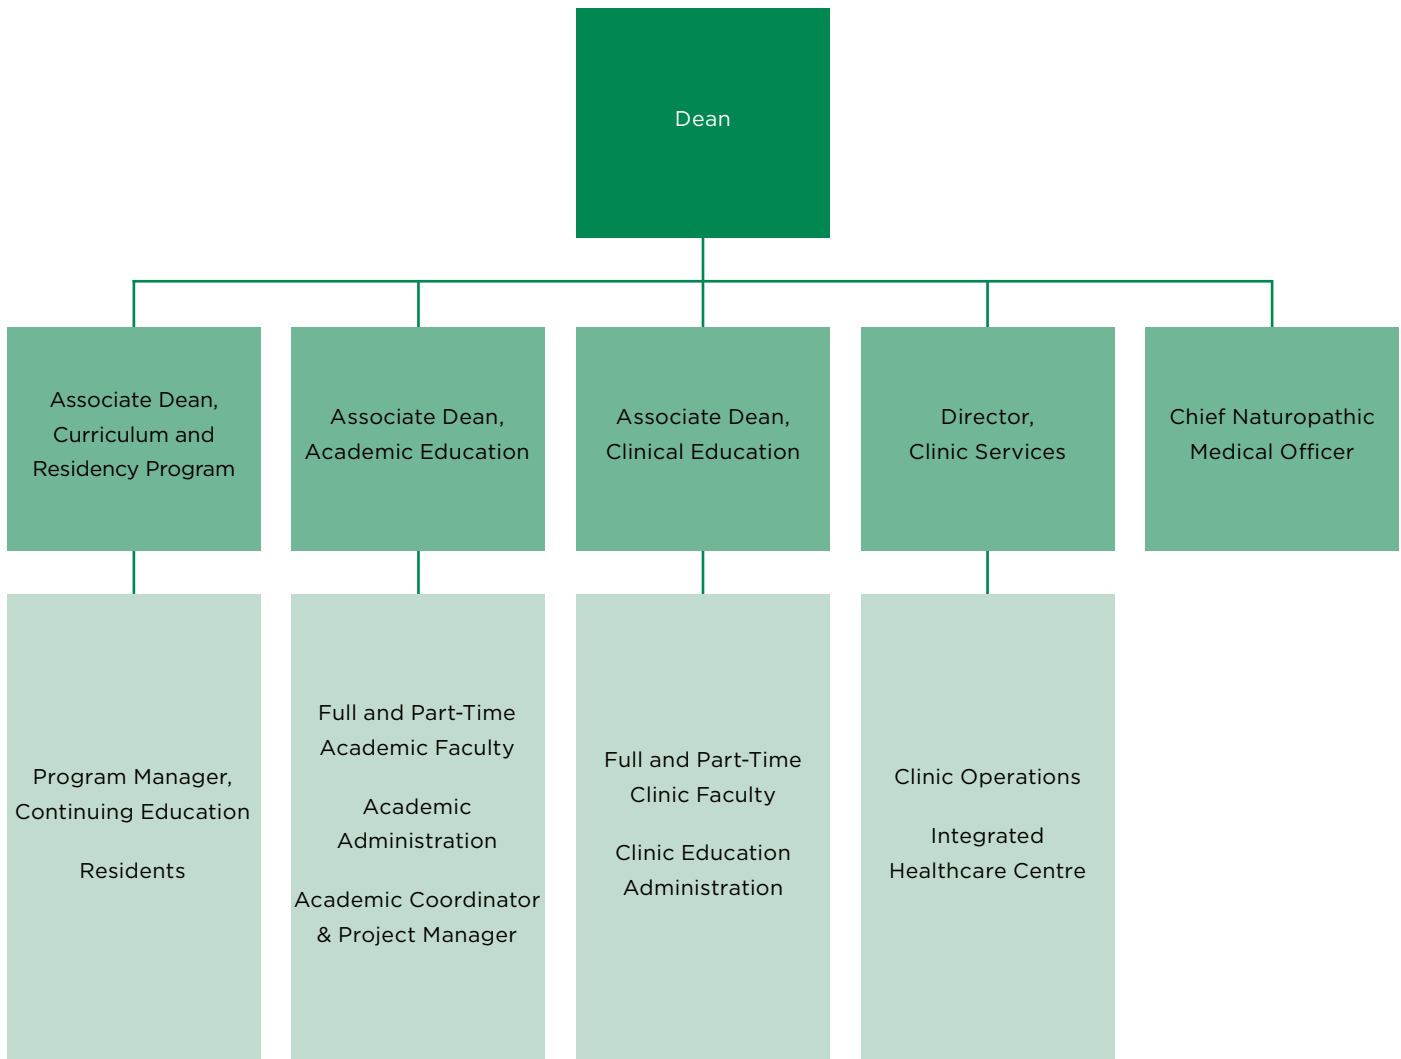 Dean
Associate Dean,
Curriculum and
Residency Program
Associate Dean,
Academic Education
Associate Dean,
Clinical Education
Director,
Clinic Services
Chief Naturopathic
Medical Officer
Program Manager,
Continuing Education
Residents
Full and Part-Time
Academic Faculty
Academic
Administration
Academic Coordinator
& Project Manager
Full and Part-Time
Clinic Faculty
Clinic Education
Administration
Clinic Operations
Integrated
Healthcare Centre